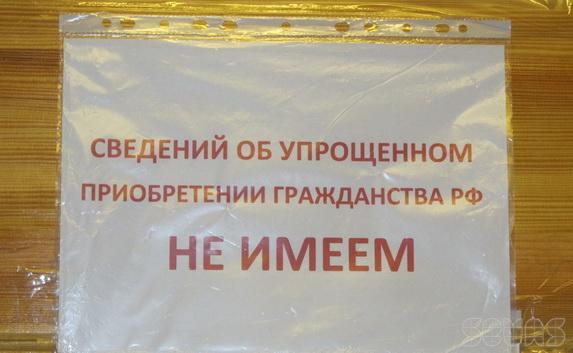 СВЕДЕНИЙ ОБ УПРОЩЕННОМ
ПРИОБРЕТЕНИИ ГРАЖДАНСТВА РФ
НЕ ИМЕЕМ